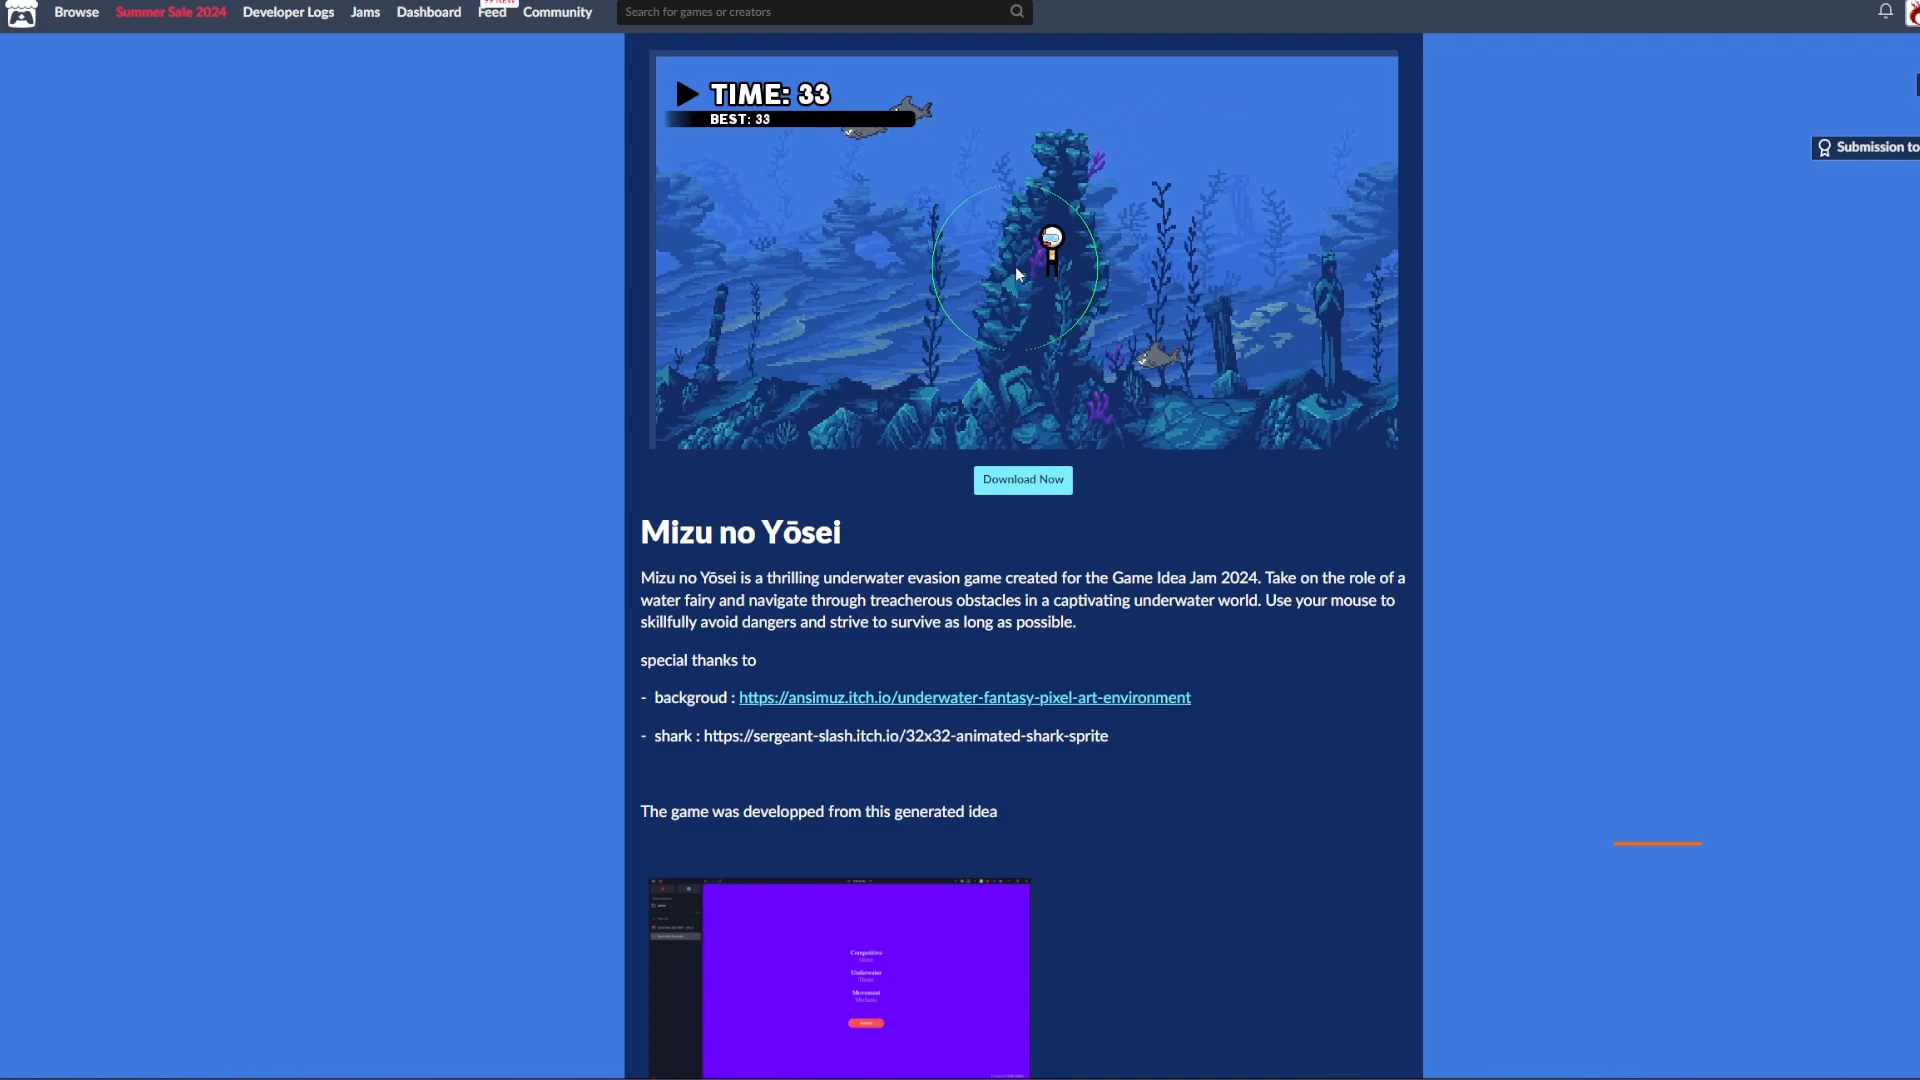 Browse Summer Sale 2024 Developer Logs Jams Dashboard Feed Community Search for games or creators
TIME: 33
BEST: 33
Submission to
Download Now
Mizu no Yōsei
Mizu no Yōsei is a thrilling underwater evasion game created for the Game Idea Jam 2024. Take on the role of a
water fairy and navigate through treacherous obstacles in a captivating underwater world. Use your mouse to
skillfully avoid dangers and strive to survive as long as possible.
special thanks to
- backgroud : https://ansimuz.itch.io/underwater-fantasy-pixel-art-environment
- shark : https://sergeant-slash.itch.io/32x32-animated-shark-sprite
The game was developped from this generated idea
Competitive
Genre
Underwater
Theme
Movement
Mechanic